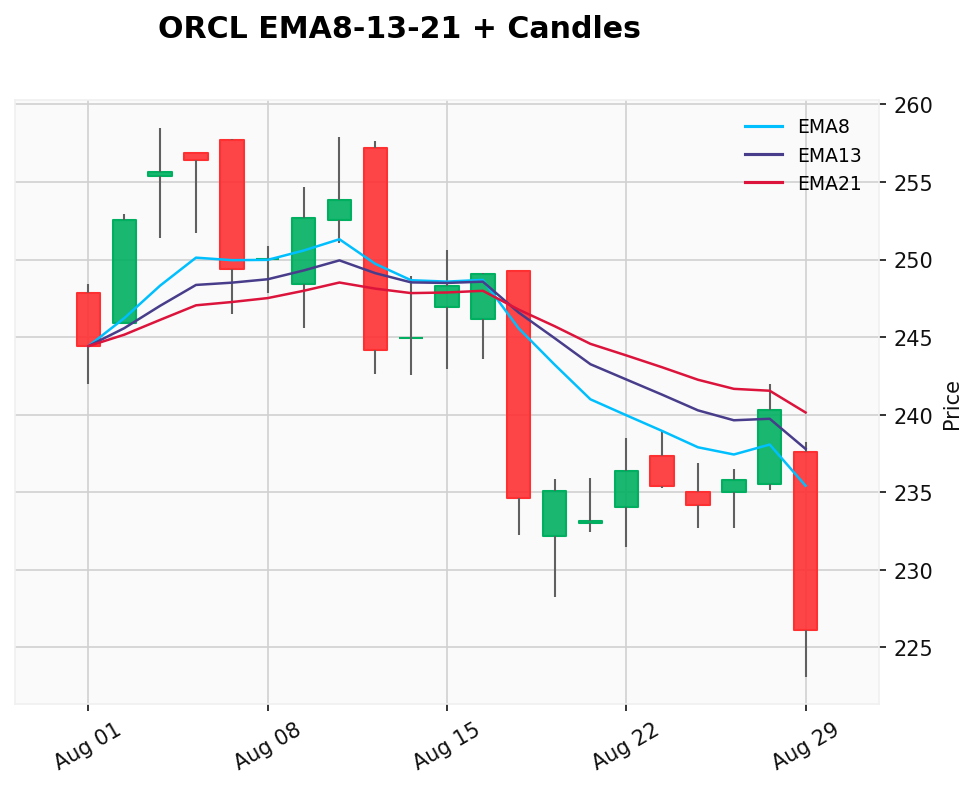 ORCL EMA8-13-21 + Candles
EMA8
EMA13
EMA21
260
255
250
245
240
235
230
225
Price
Aug 01
Aug 08
Aug 15
Aug 22
Aug 29